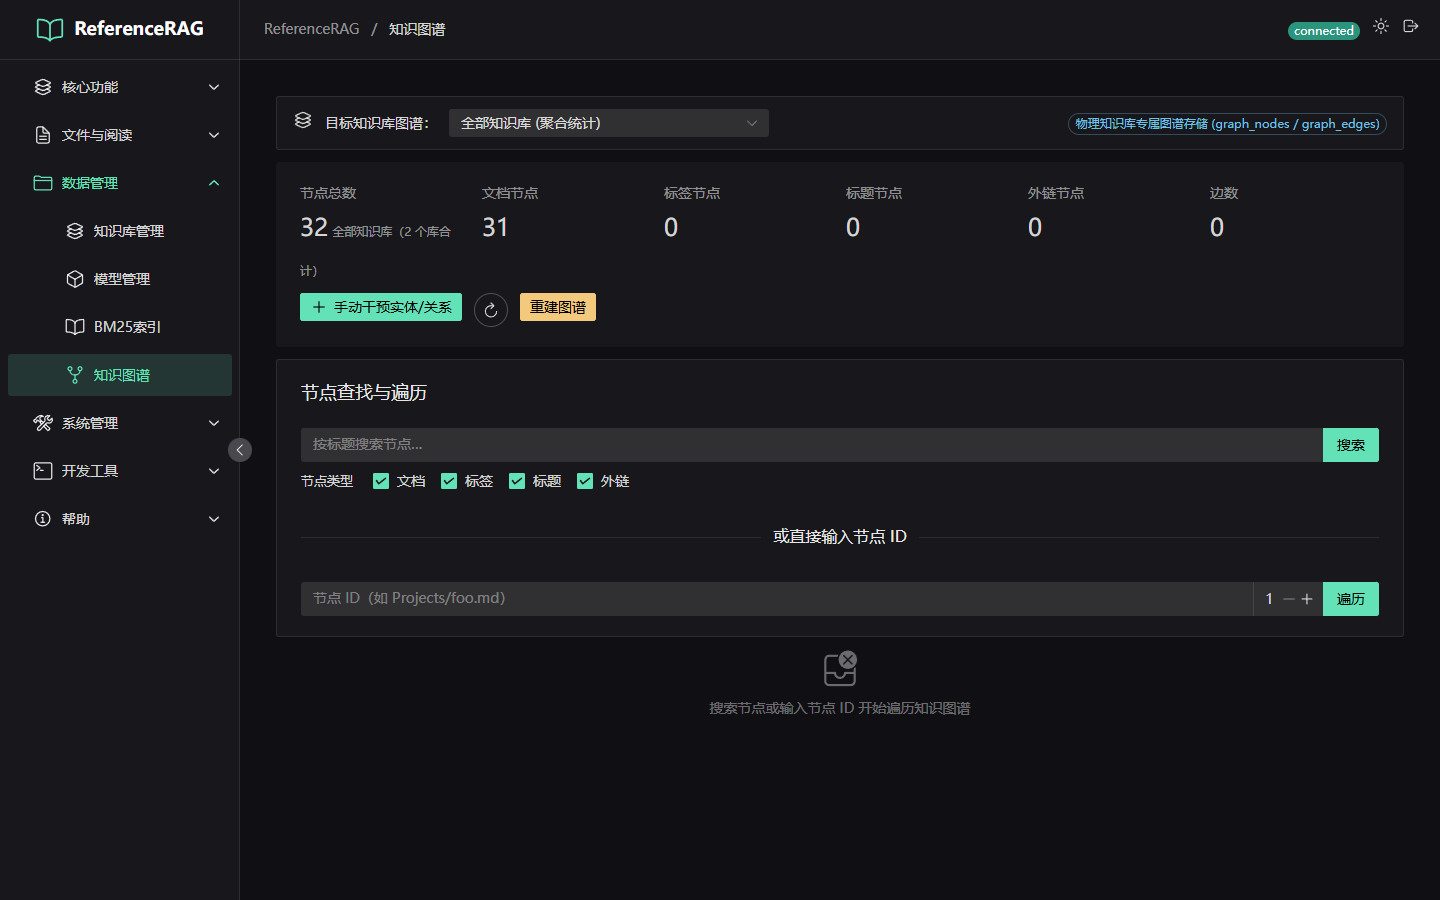 ReferenceRAG
ReferenceRAG / 知识图谱
connected
核心功能
文件与阅读
数据管理
知识库管理
模型管理
BM25索引
知识图谱
系统管理
开发工具
帮助
目标知识库图谱：
全部知识库 (聚合统计)
物理知识库专属图谱存储 (graph_nodes / graph_edges)
节点总数 文档节点 标签节点 标题节点 外链节点 边数
32 全部知识库（2 个库合 31 0 0 0 0
计）
手动干预实体/关系 重建图谱
节点查找与遍历
按标题搜索节点... 搜索
节点类型 文档 标签 标题 外链
或直接输入节点 ID
节点 ID（如 Projects/foo.md） 1 遍历
搜索节点或输入节点 ID 开始遍历知识图谱